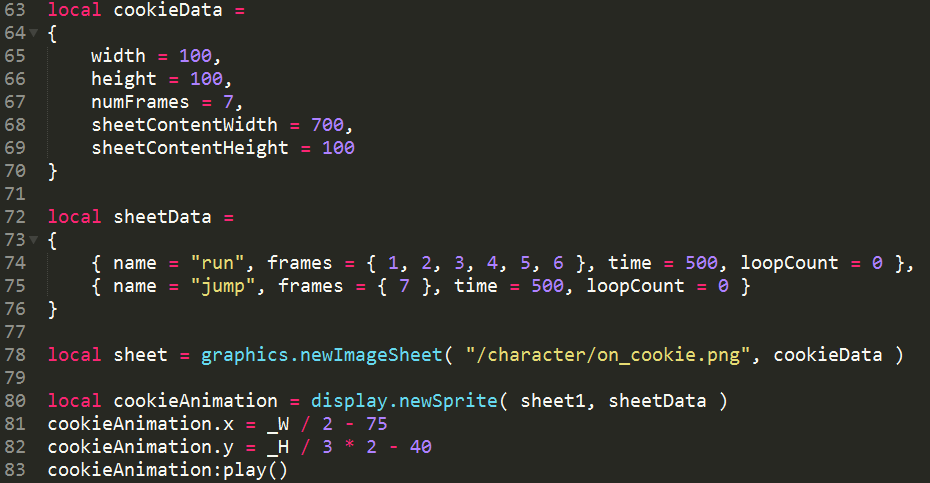 63 local cookieData =
64 {
65     width = 100,
66     height = 100,
67     numFrames = 7,
68     sheetContentWidth = 700,
69     sheetContentHeight = 100
70 }
71
72 local sheetData =
73 {
74     { name = "run", frames = { 1, 2, 3, 4, 5, 6 }, time = 500, loopCount = 0 },
75     { name = "jump", frames = { 7 }, time = 500, loopCount = 0 }
76 }
77
78 local sheet = graphics.newImageSheet( "/character/on_cookie.png", cookieData )
79
80 local cookieAnimation = display.newSprite( sheet1, sheetData )
81 cookieAnimation.x = _W / 2 - 75
82 cookieAnimation.y = _H / 3 * 2 - 40
83 cookieAnimation:play()